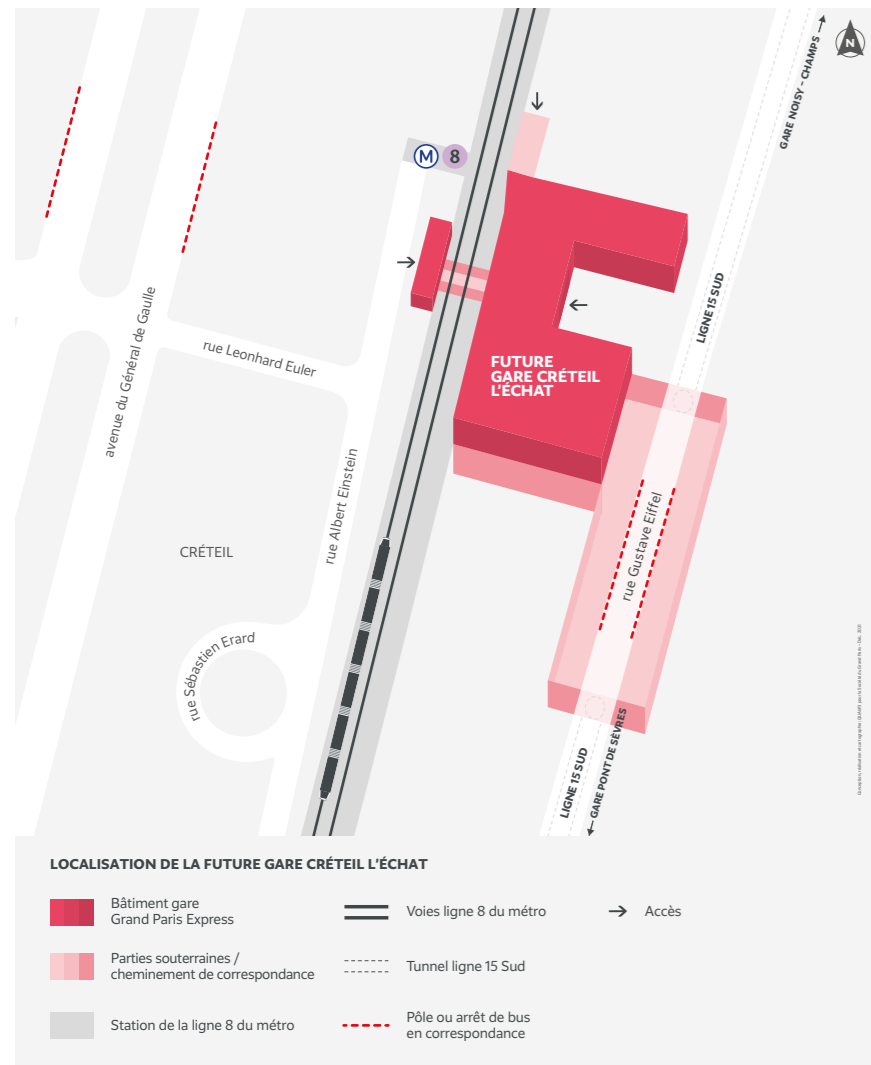 N
GARE NOISY - CHAMPS
M 8
LIGNE 15 SUD
avenue du Général de Gaulle
rue Leonhard Euler
FUTURE
GARE CRÉTEIL
L'ÉCHAT
rue Albert Einstein
rue Gustave Eiffel
CRÉTEIL
rue Sébastien Erard
LIGNE 15 SUD
GARE PONT DE SÈVRES
LOCALISATION DE LA FUTURE GARE CRÉTEIL L'ÉCHAT
Bâtiment gare
Grand Paris Express
Voies ligne 8 du métro
Accès
Parties souterraines /
cheminement de correspondance
Tunnel ligne 15 Sud
Station de la ligne 8 du métro
Pôle ou arrêt de bus
en correspondance